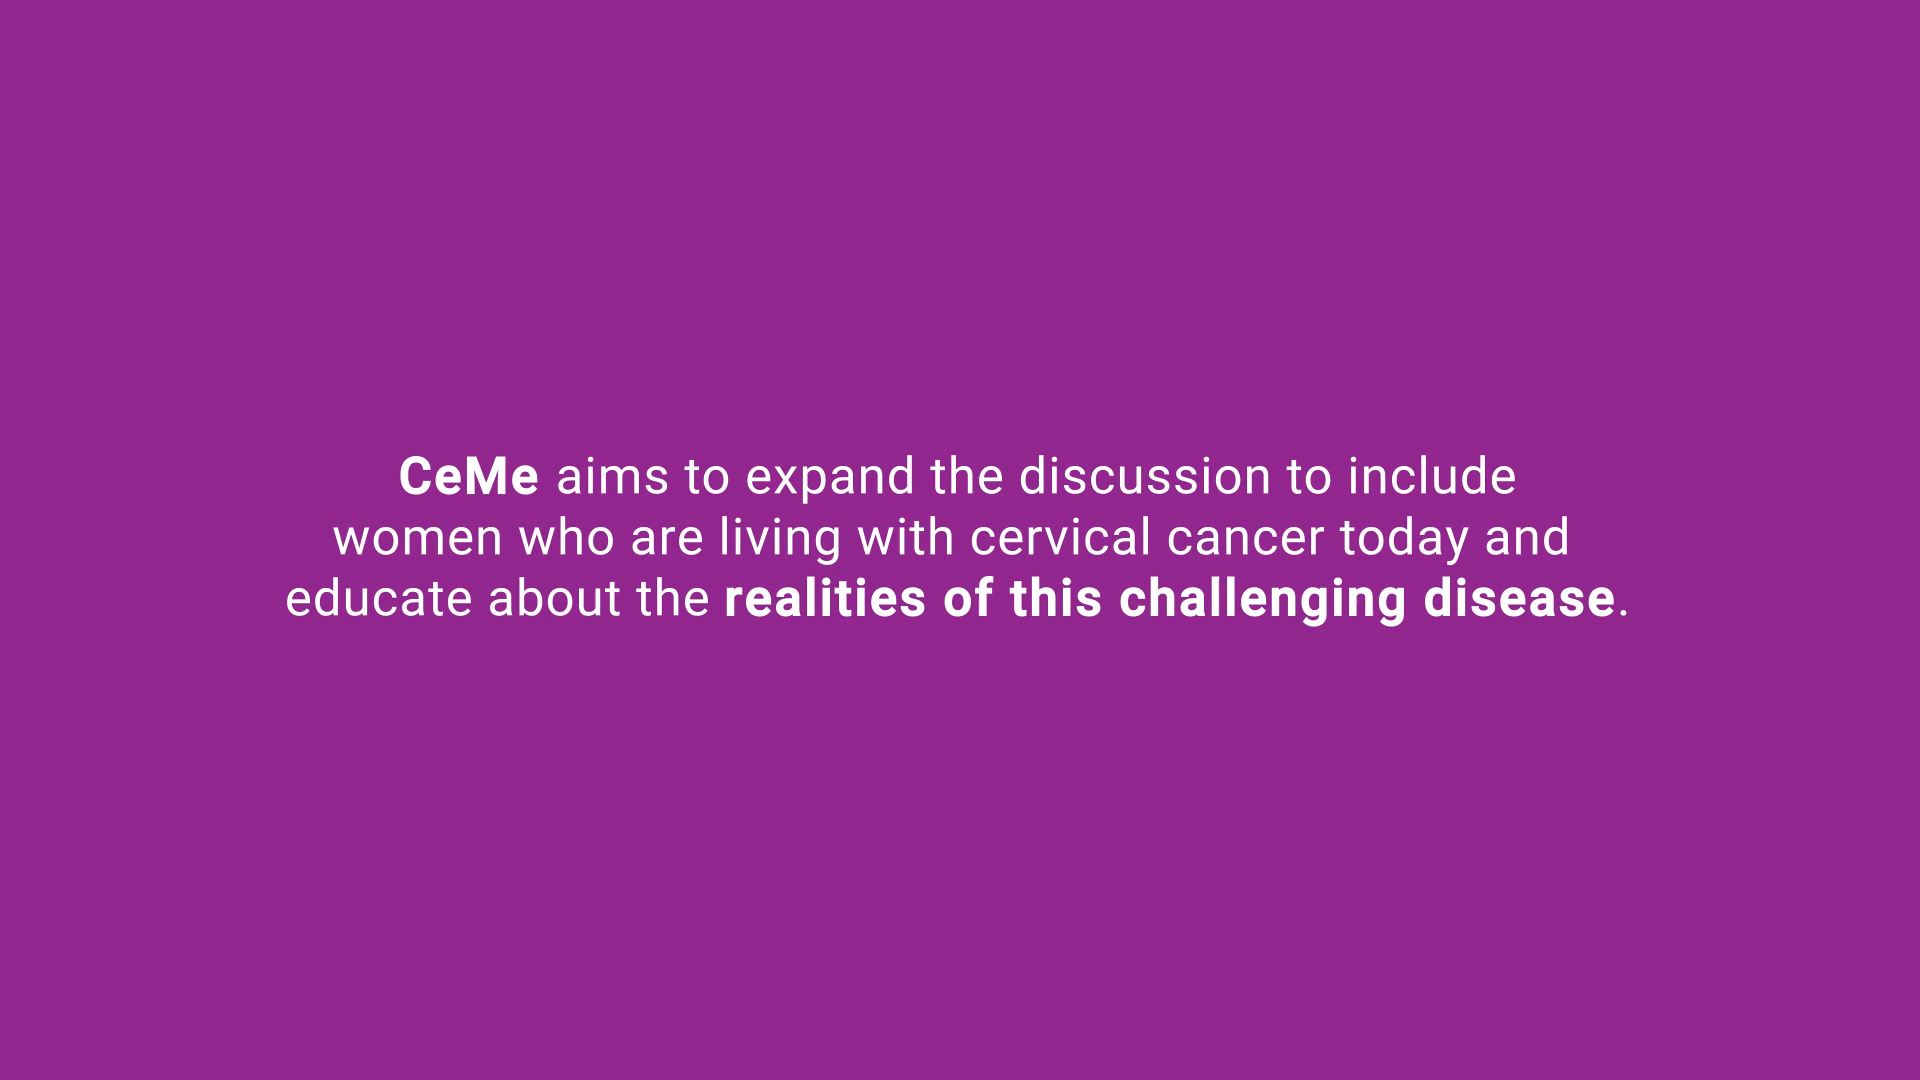 CeMe aims to expand the discussion to include
women who are living with cervical cancer today and
educate about the realities of this challenging disease.